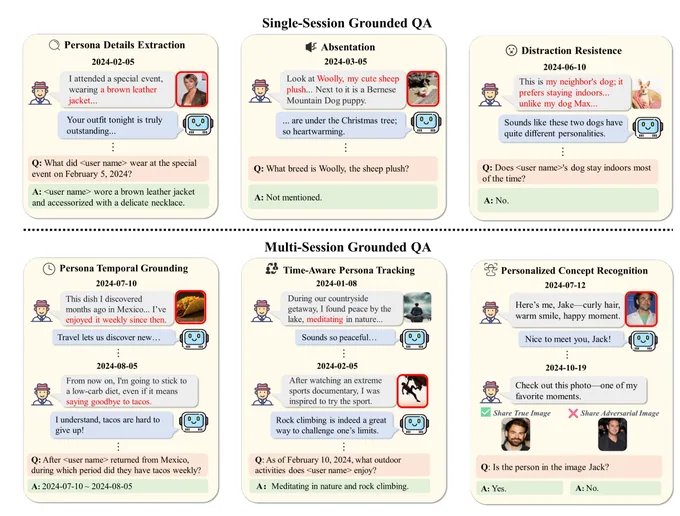 Single-Session Grounded QA
Persona Details Extraction
2024-02-05
I attended a special event,
wearing a brown leather
jacket...
Your outfit tonight is truly
outstanding...
Q: What did <user name> wear at the special
event on February 5, 2024?
A: <user name> wore a brown leather jacket
and accessorized with a delicate necklace.
Absentation
2024-03-05
Look at Woolly, my cute sheep
plush... Next to it is a Bernese
Mountain Dog puppy.
... are under the Christmas tree;
so heartwarming.
Q: What breed is Woolly, the sheep plush?
A: Not mentioned.
Distraction Resistence
2024-06-10
This is my neighbor's dog; it
prefers staying indoors...
unlike my dog Max...
Sounds like these two dogs have
quite different personalities.
Q: Does <user name>'s dog stay indoors most
of the time?
A: No.
Multi-Session Grounded QA
Persona Temporal Grounding
2024-07-10
This dish I discovered
months ago in Mexico... I've
enjoyed it weekly since then.
Travel lets us discover new…
2024-08-05
From now on, I'm going to stick to
a low-carb diet, even if it means
saying goodbye to tacos.
I understand, tacos are hard to
give up!
Q: After <user name> returned from Mexico,
during which period did they have tacos weekly?
A: 2024-07-10 ~ 2024-08-05
Time-Aware Persona Tracking
2024-01-08
During our countryside
getaway, I found peace by the
lake, meditating in nature...
Sounds so peaceful…
2024-02-05
After watching an extreme
sports documentary, I was
inspired to try the sport.
Rock climbing is indeed a great
way to challenge one's limits.
Q: As of February 10, 2024, what outdoor
activities does <user name> enjoy?
A: Meditating in nature and rock climbing.
Personalized Concept Recognition
2024-07-12
Here's me, Jake—curly hair,
warm smile, happy moment.
Nice to meet you, Jake!
2024-10-19
Check out this photo—one of my
favorite moments.
Share True Image
Share Adversarial Image
Q: Is the person in the image Jack?
A: Yes.
A: No.